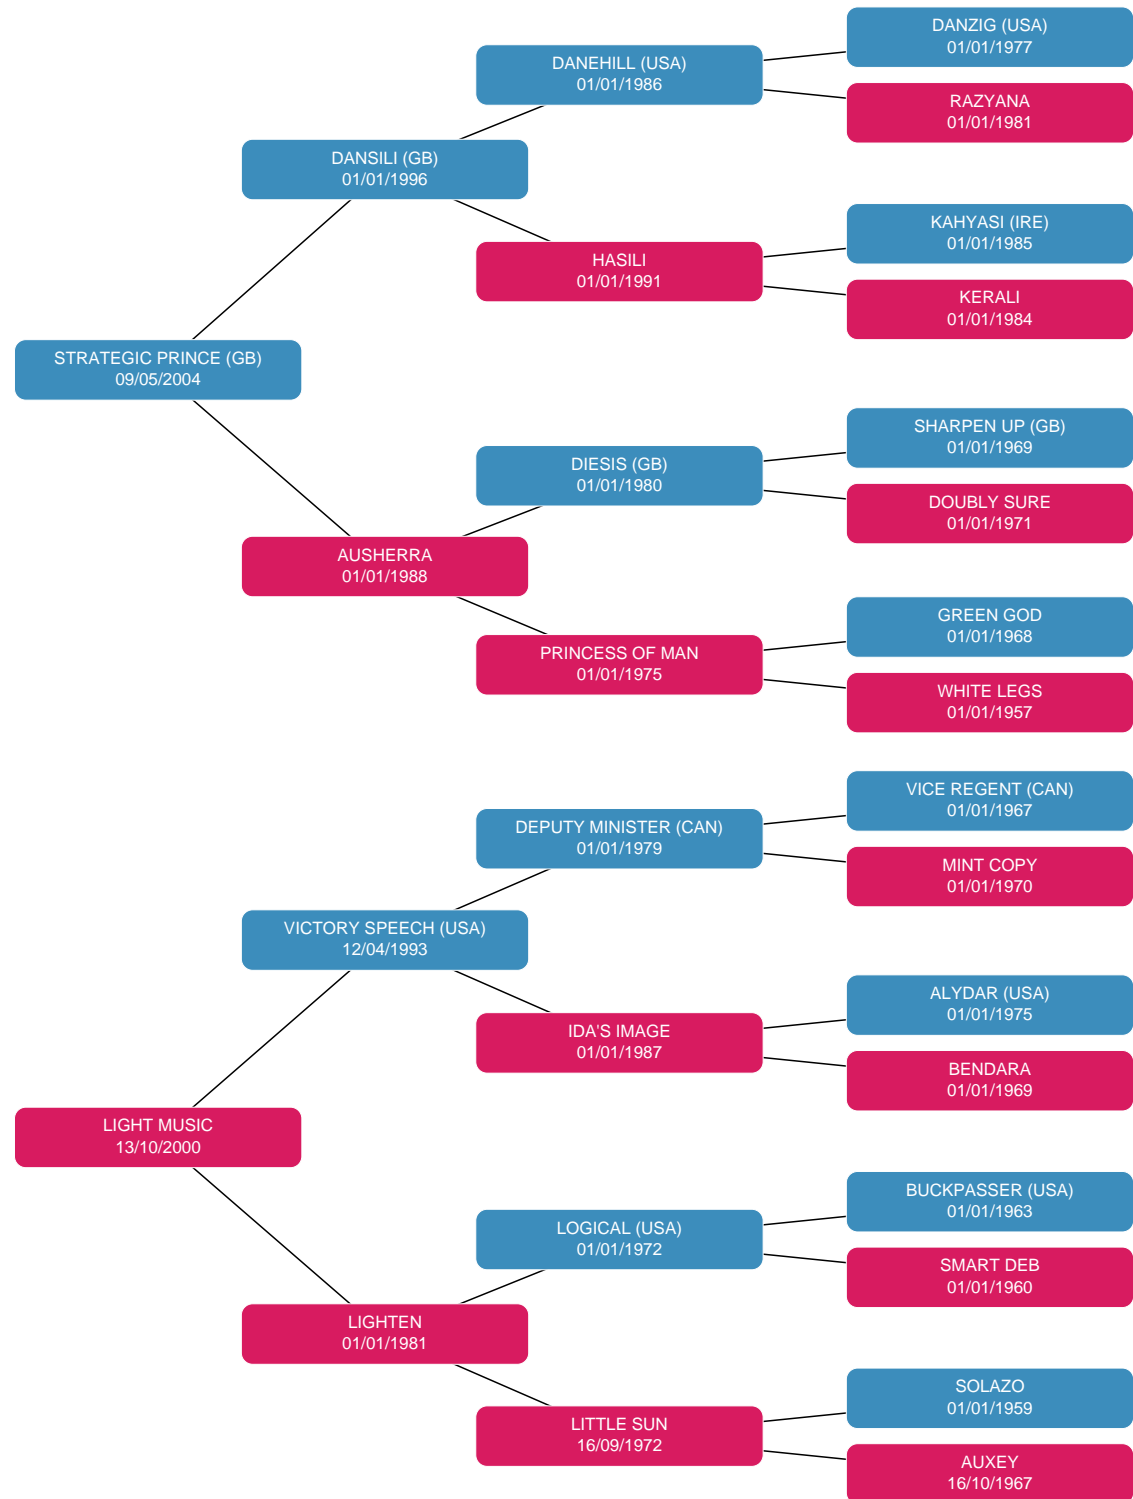 DANZIG (USA)
01/01/1977
DANEHILL (USA)
01/01/1986
RAZYANA
01/01/1981
DANSILI (GB)
01/01/1996
KAHYASI (IRE)
01/01/1985
HASILI
01/01/1991
KERALI
01/01/1984
STRATEGIC PRINCE (GB)
09/05/2004
SHARPEN UP (GB)
01/01/1969
DIESIS (GB)
01/01/1980
DOUBLY SURE
01/01/1971
AUSHERRA
01/01/1988
GREEN GOD
01/01/1968
PRINCESS OF MAN
01/01/1975
WHITE LEGS
01/01/1957
VICE REGENT (CAN)
01/01/1967
DEPUTY MINISTER (CAN)
01/01/1979
MINT COPY
01/01/1970
VICTORY SPEECH (USA)
12/04/1993
ALYDAR (USA)
01/01/1975
IDA'S IMAGE
01/01/1987
BENDARA
01/01/1969
LIGHT MUSIC
13/10/2000
BUCKPASSER (USA)
01/01/1963
LOGICAL (USA)
01/01/1972
SMART DEB
01/01/1960
LIGHTEN
01/01/1981
SOLAZO
01/01/1959
LITTLE SUN
16/09/1972
AUXEY
16/10/1967